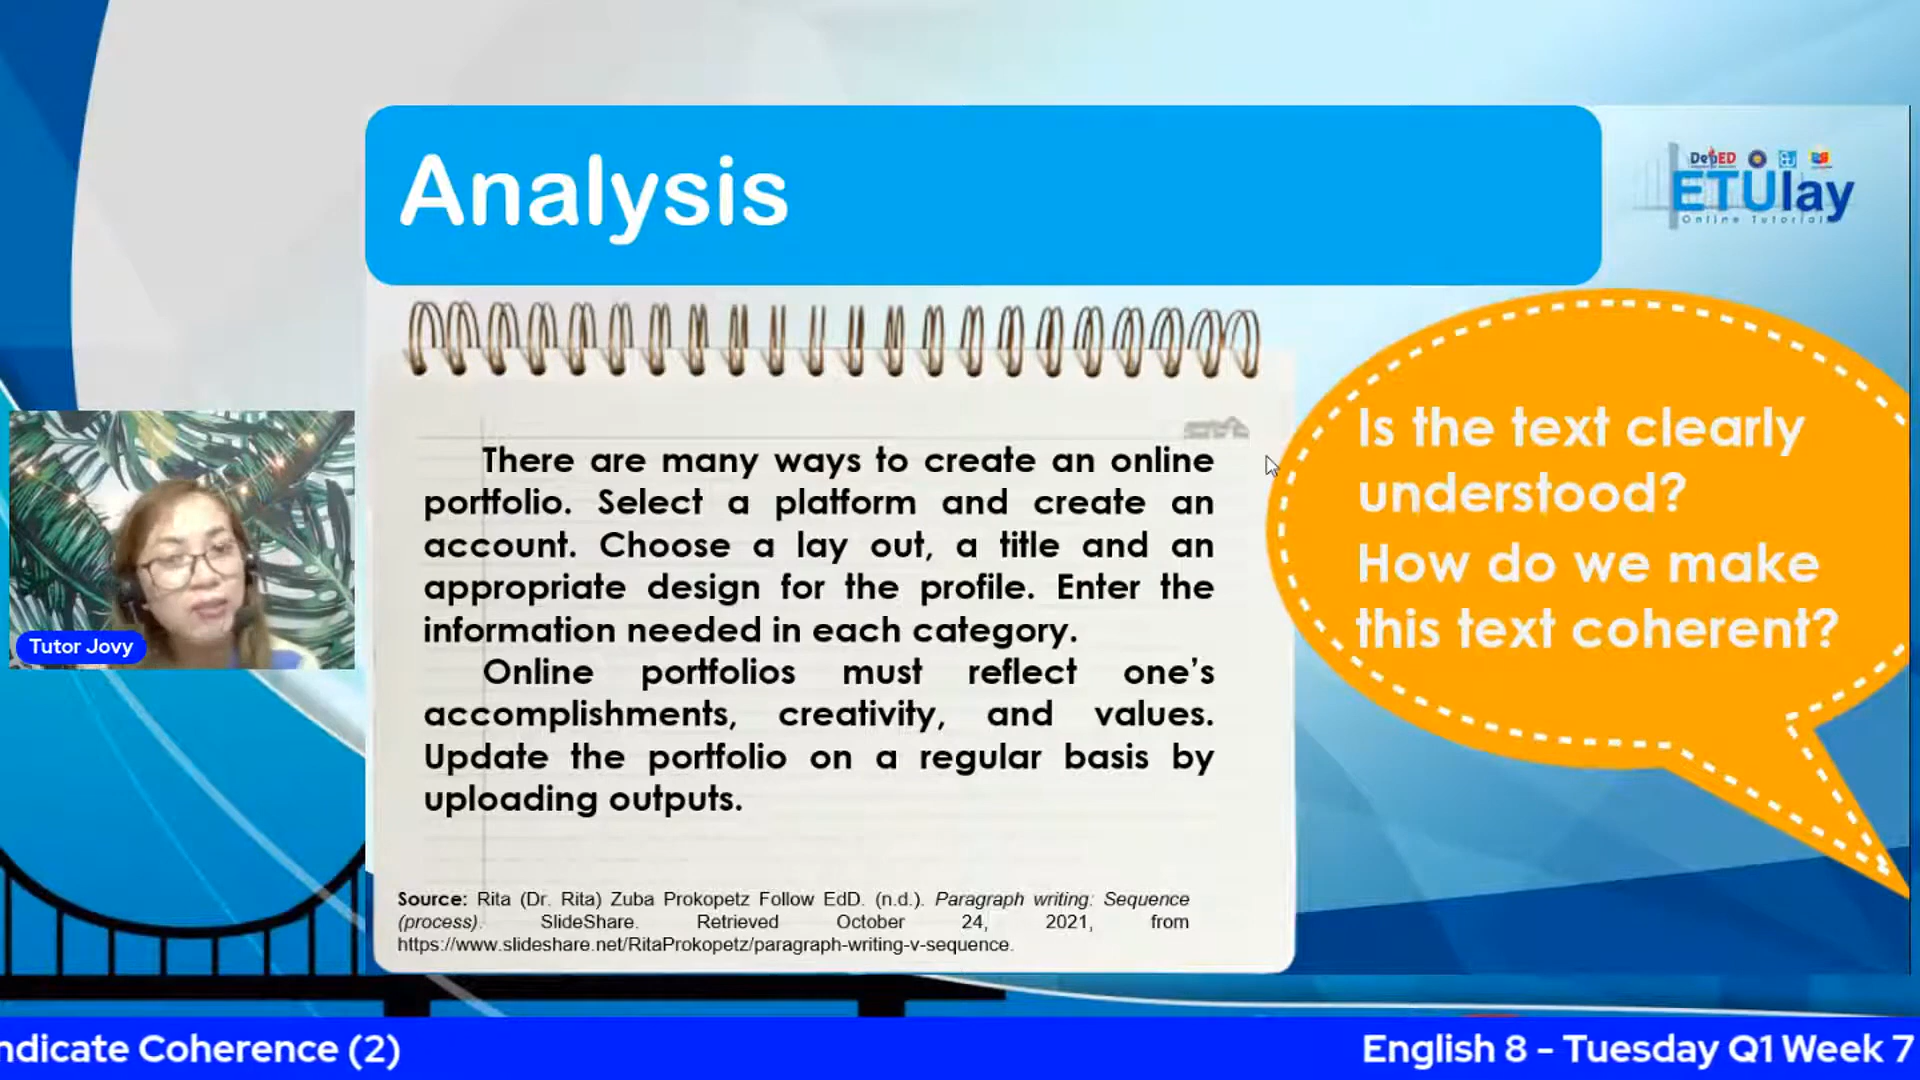 Analysis
DepED
ETUlay
Online Tutorial
There are many ways to create an online
portfolio. Select a platform and create an
account. Choose a lay out, a title and an
appropriate design for the profile. Enter the
information needed in each category.
Online portfolios must reflect one’s
accomplishments, creativity, and values.
Update the portfolio on a regular basis by
uploading outputs.
Is the text clearly
understood?
How do we make
this text coherent?
Tutor Jovy
Source: Rita (Dr. Rita) Zuba Prokopetz Follow EdD. (n.d.). Paragraph writing: Sequence
(process). SlideShare. Retrieved October 24, 2021, from
https://www.slideshare.net/RitaProkopetz/paragraph-writing-v-sequence.
ndicate Coherence (2)
English 8 - Tuesday Q1 Week 7